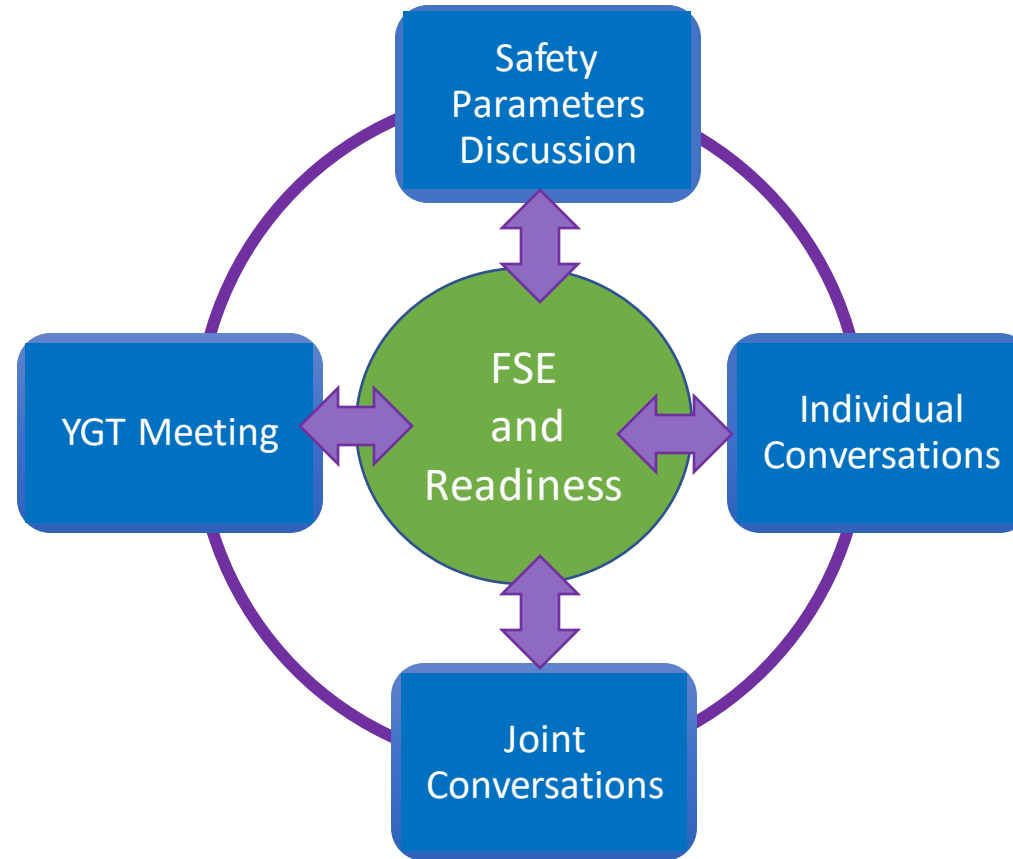 Safety
Parameters
Discussion
YGT Meeting
FSE
and
Readiness
Individual
Conversations
Joint
Conversations